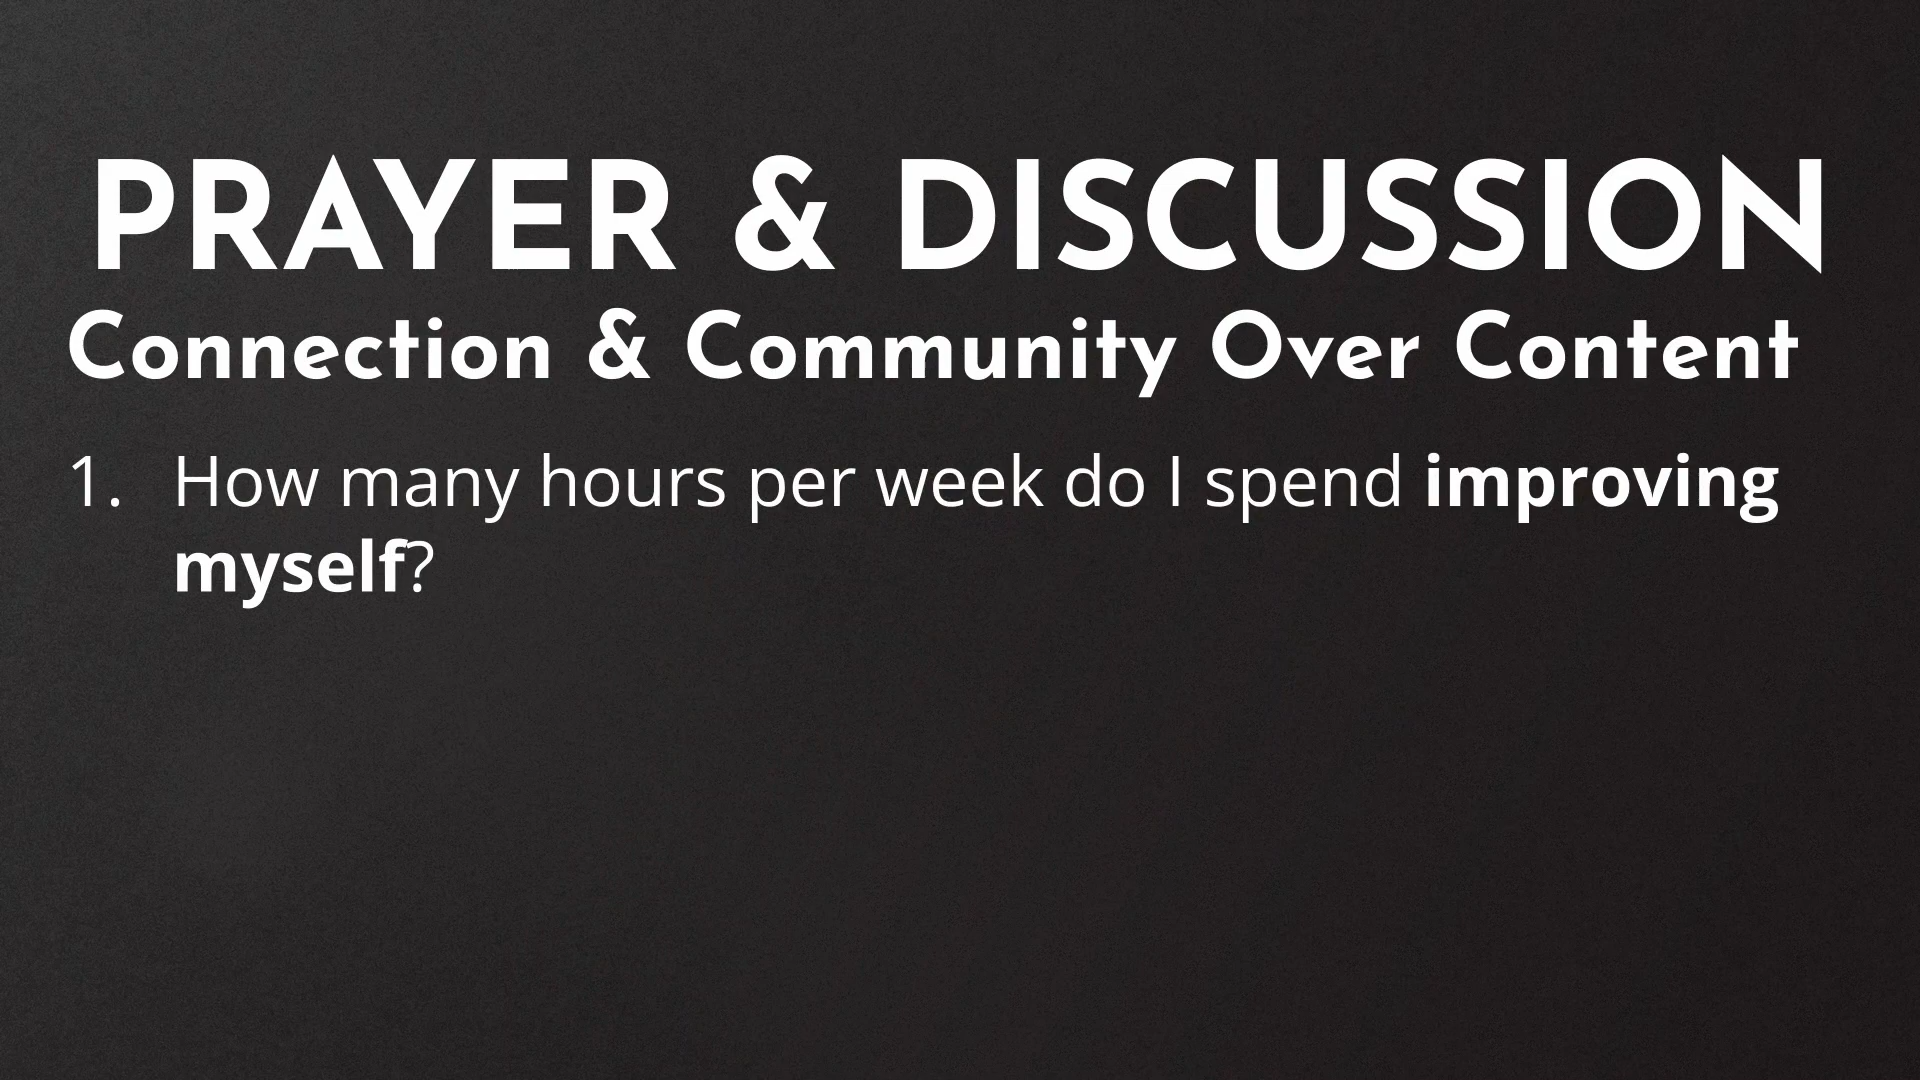 PRAYER & DISCUSSION
Connection & Community Over Content
1. How many hours per week do I spend improving
myself?